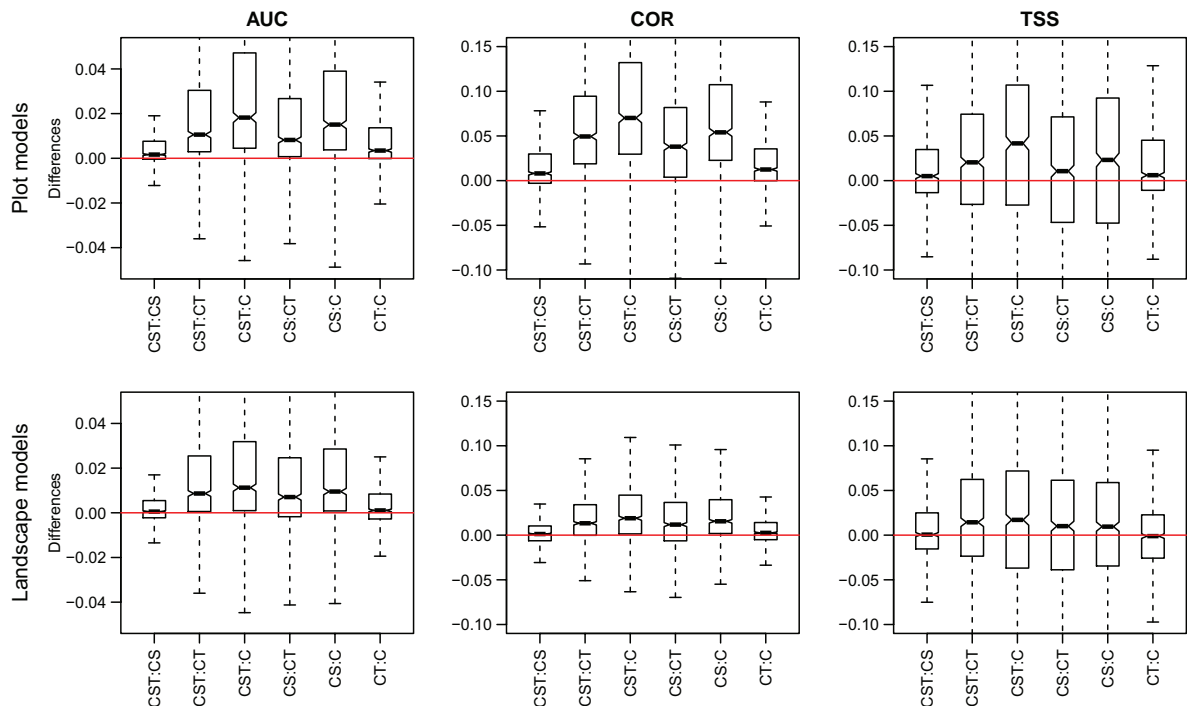 AUC
COR
TSS
Plot models
Differences
0.04
0.02
0.00
−0.02
−0.04
0.15
0.10
0.05
0.00
−0.05
−0.10
0.15
0.10
0.05
0.00
−0.05
−0.10
CST:CS
CST:CT
CST:C
CS:CT
CS:C
CT:C
CST:CS
CST:CT
CST:C
CS:CT
CS:C
CT:C
CST:CS
CST:CT
CST:C
CS:CT
CS:C
CT:C
Landscape models
Differences
0.04
0.02
0.00
−0.02
−0.04
0.15
0.10
0.05
0.00
−0.05
−0.10
0.15
0.10
0.05
0.00
−0.05
−0.10
CST:CS
CST:CT
CST:C
CS:CT
CS:C
CT:C
CST:CS
CST:CT
CST:C
CS:CT
CS:C
CT:C
CST:CS
CST:CT
CST:C
CS:CT
CS:C
CT:C